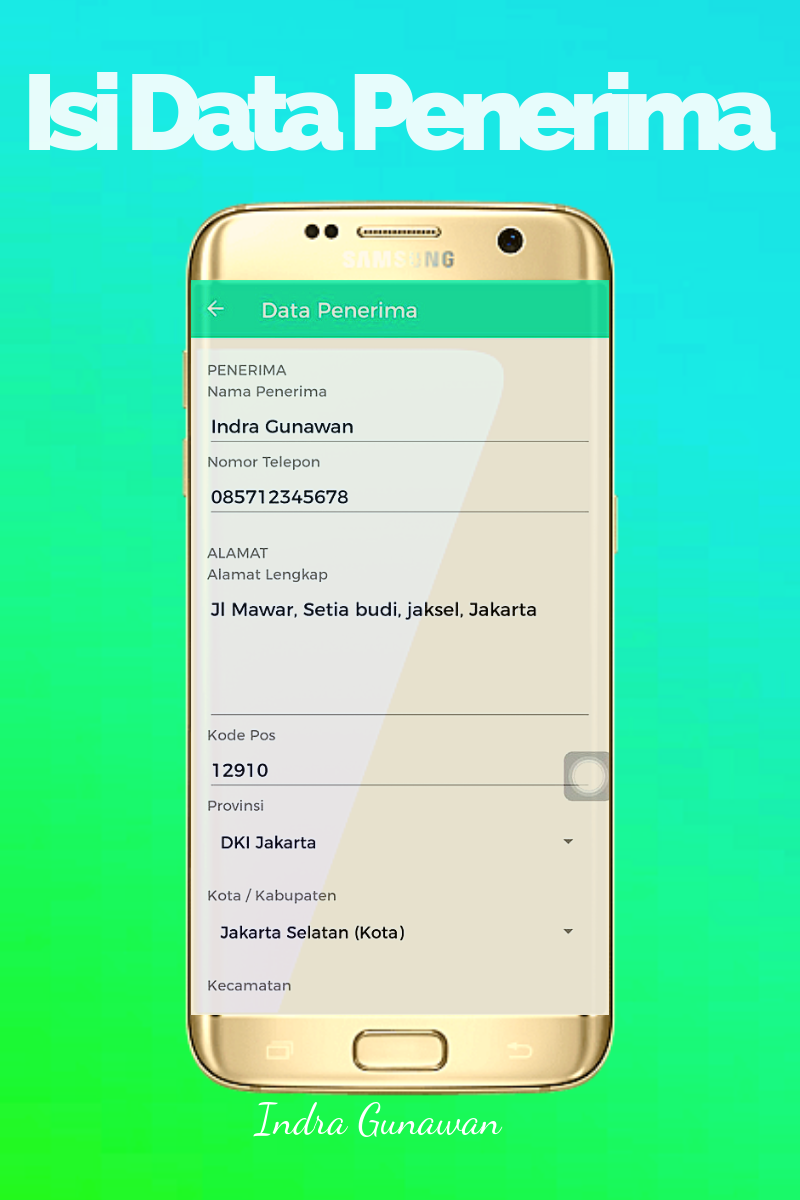 Isi Data Penerima
SAMSUNG
Data Penerima
PENERIMA
Nama Penerima
Indra Gunawan
Nomor Telepon
085712345678
ALAMAT
Alamat Lengkap
Jl Mawar, Setia budi, jaksel, Jakarta
Kode Pos
12910
Provinsi
DKI Jakarta
Kota / Kabupaten
Jakarta Selatan (Kota)
Kecamatan
Indra Gunawan